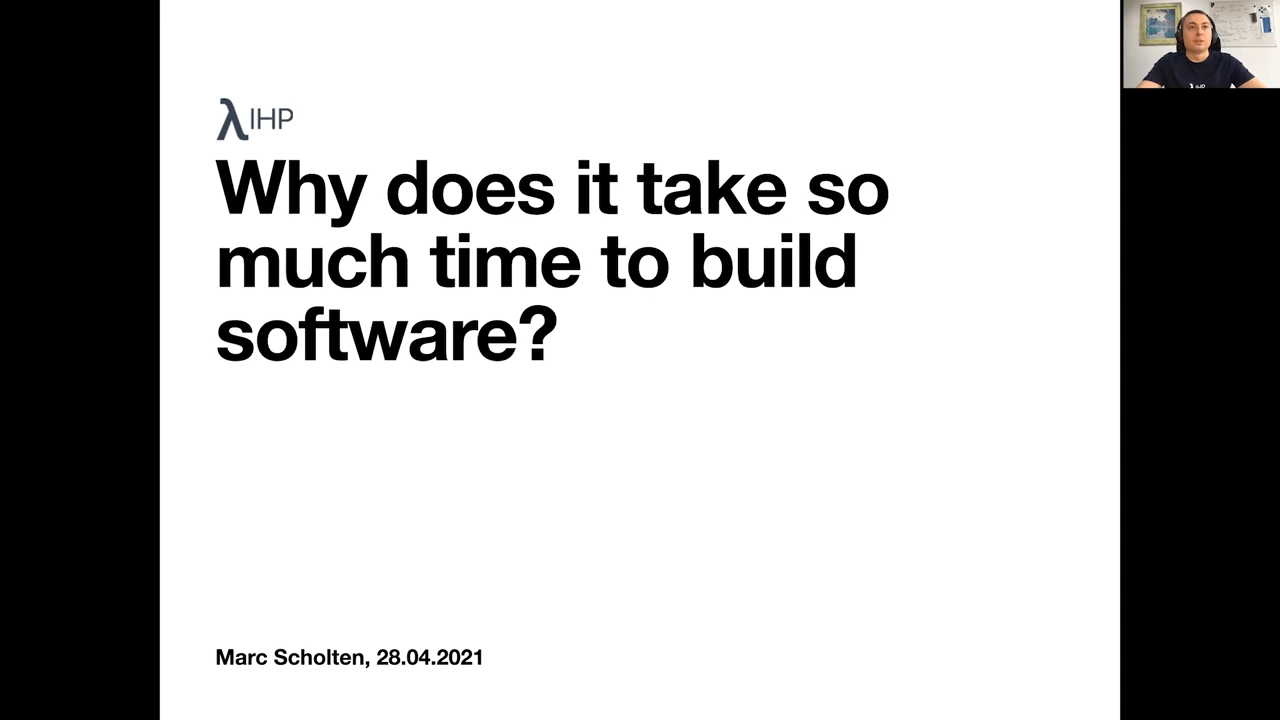 λIHP
Why does it take so
much time to build
software?
Marc Scholten, 28.04.2021